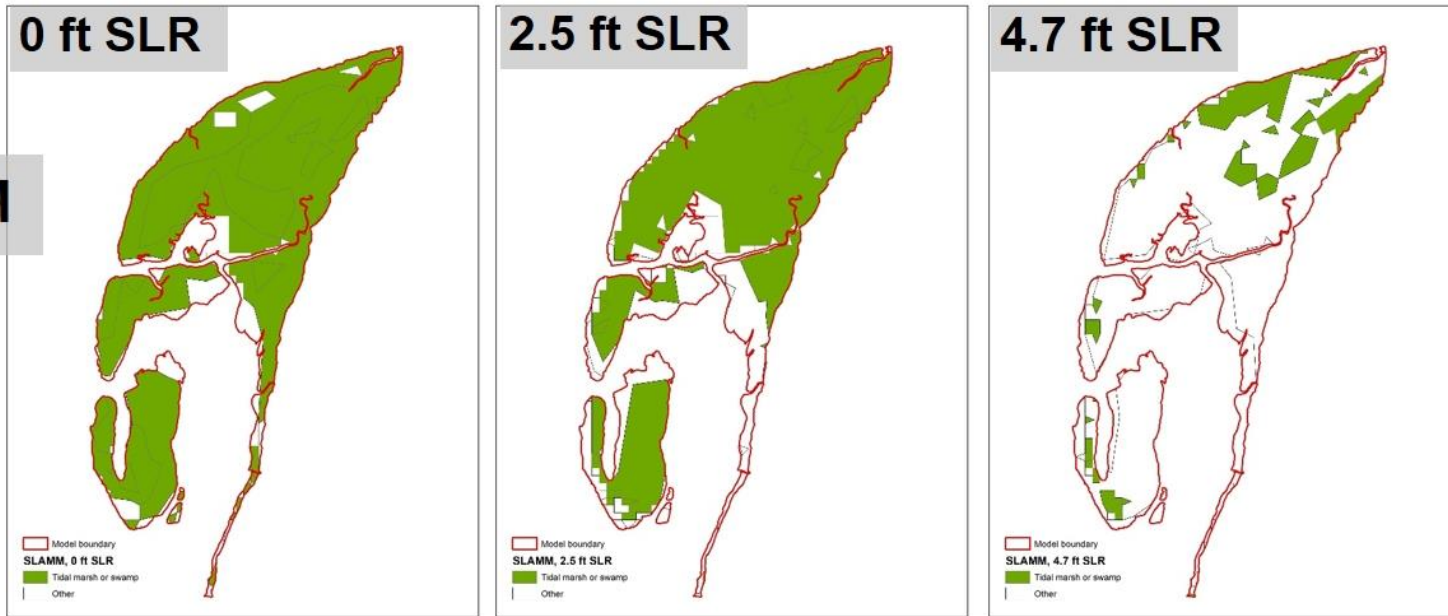 0 ft SLR
2.5 ft SLR
4.7 ft SLR
M
Model boundary
SLAMM, 0 ft SLR
Tidal marsh or swamp
Other
Model boundary
SLAMM, 2.5 ft SLR
Tidal marsh or swamp
Other
Model boundary
SLAMM, 4.7 ft SLR
Tidal marsh or swamp
Other